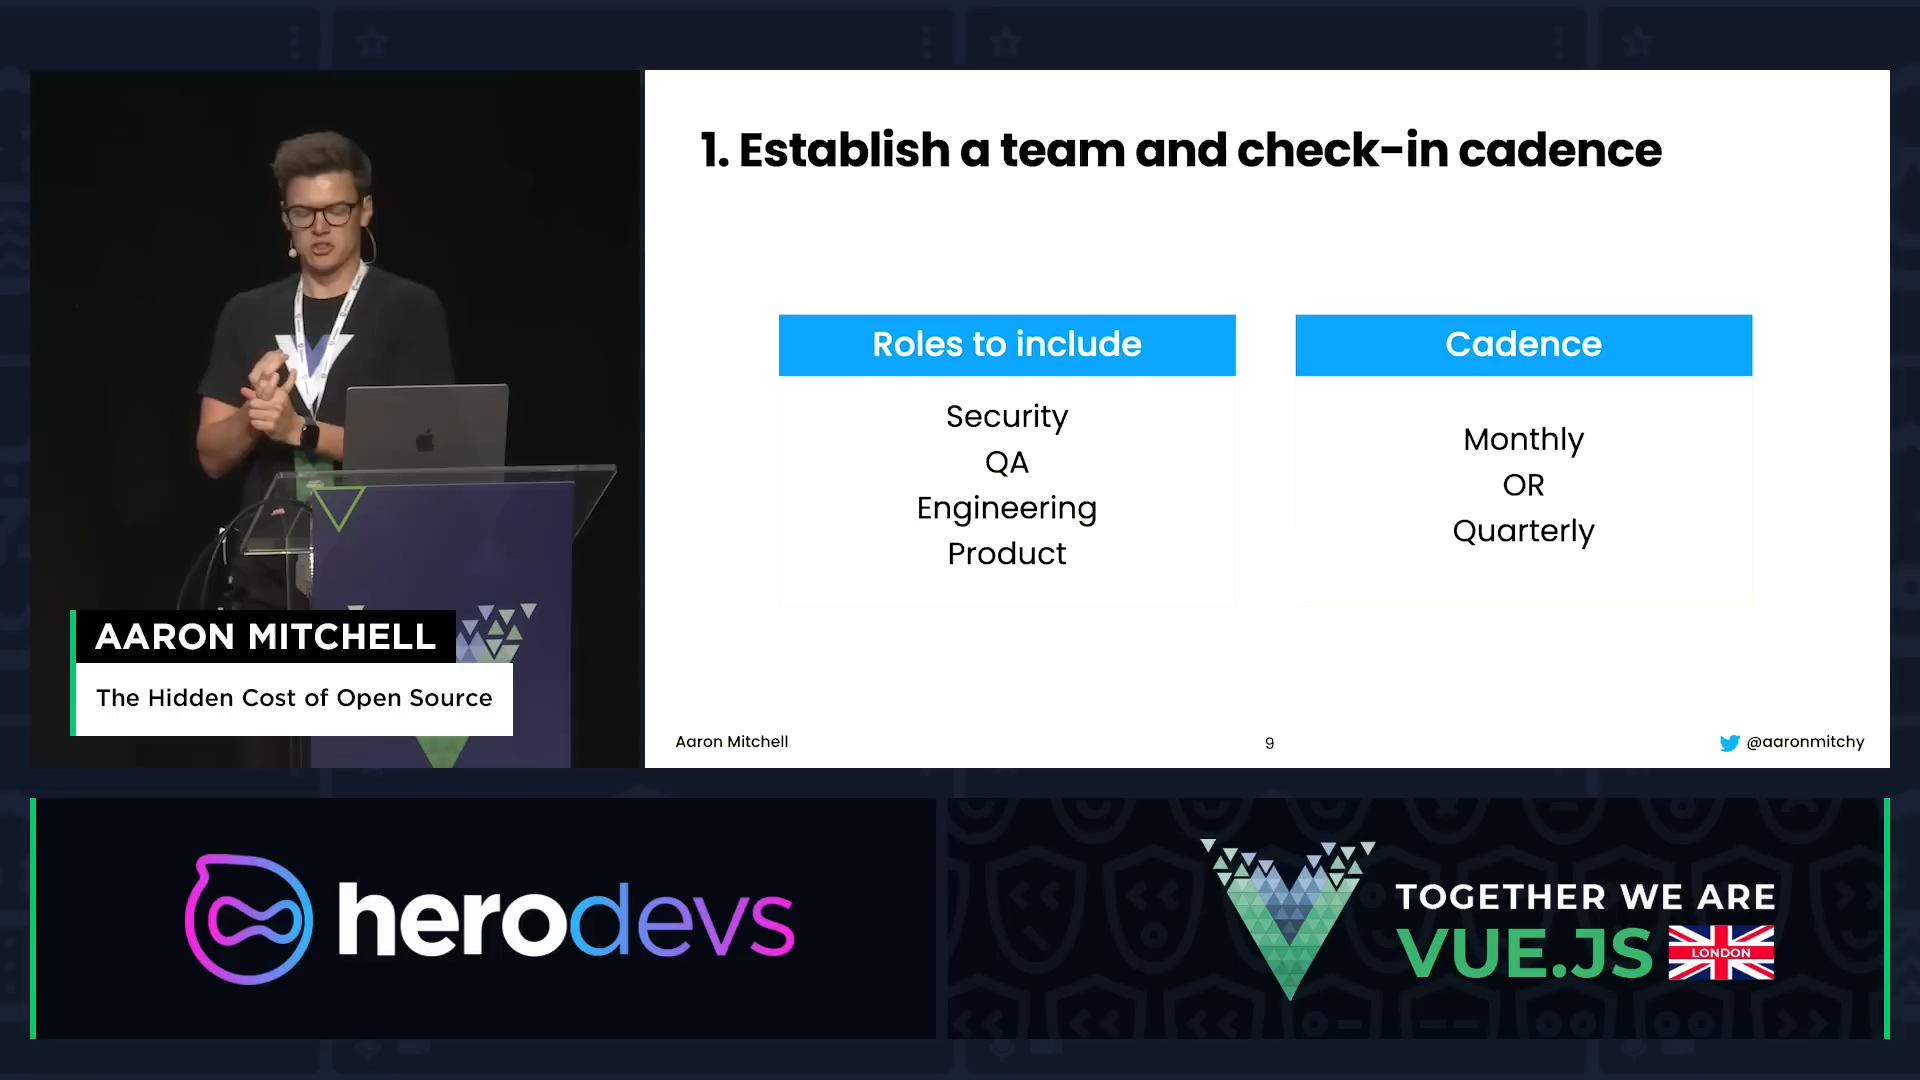 1. Establish a team and check-in cadence
Roles to include
Security
QA
Engineering
Product
Cadence
Monthly
OR
Quarterly
Aaron Mitchell
9
@aaronmitchy
AARON MITCHELL
The Hidden Cost of Open Source
herodevs
TOGETHER WE ARE
VUE.JS
LONDON